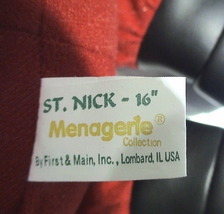 ST. NICK - 16"
Menagerie®
Collection
By First & Main, Inc., Lombard, IL USA